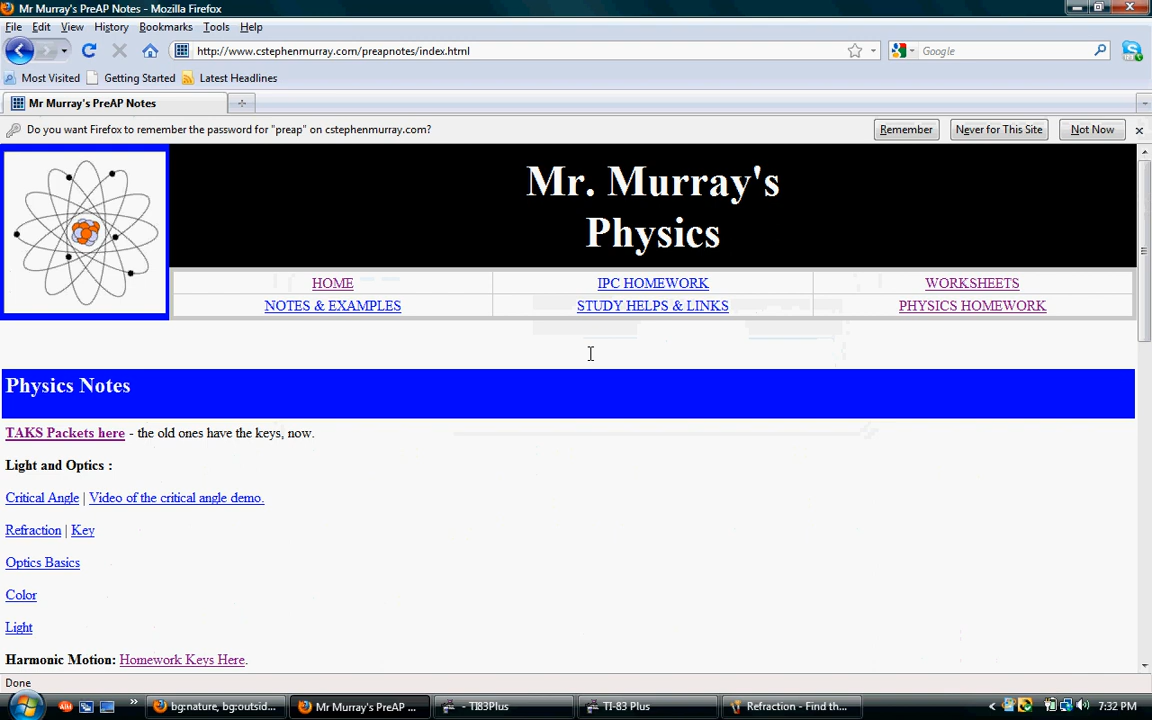 Mr Murray's PreAP Notes - Mozilla Firefox
File Edit View History Bookmarks Tools Help
http://www.cstephenmurray.com/preapnotes/index.html
Google
Most Visited Getting Started Latest Headlines
Mr Murray's PreAP Notes
Do you want Firefox to remember the password for "preap" on cstephenmurray.com? Remember Never for This Site Not Now
Mr. Murray's
Physics
HOME IPC HOMEWORK WORKSHEETS
NOTES & EXAMPLES STUDY HELPS & LINKS PHYSICS HOMEWORK
Physics Notes
TAKS Packets here - the old ones have the keys, now.
Light and Optics :
Critical Angle | Video of the critical angle demo.
Refraction | Key
Optics Basics
Color
Light
Harmonic Motion: Homework Keys Here.
Done
bg:nature, bg:outsid... Mr Murray's PreAP ... - TI83Plus TI-83 Plus Refraction - Find th... 7:32 PM